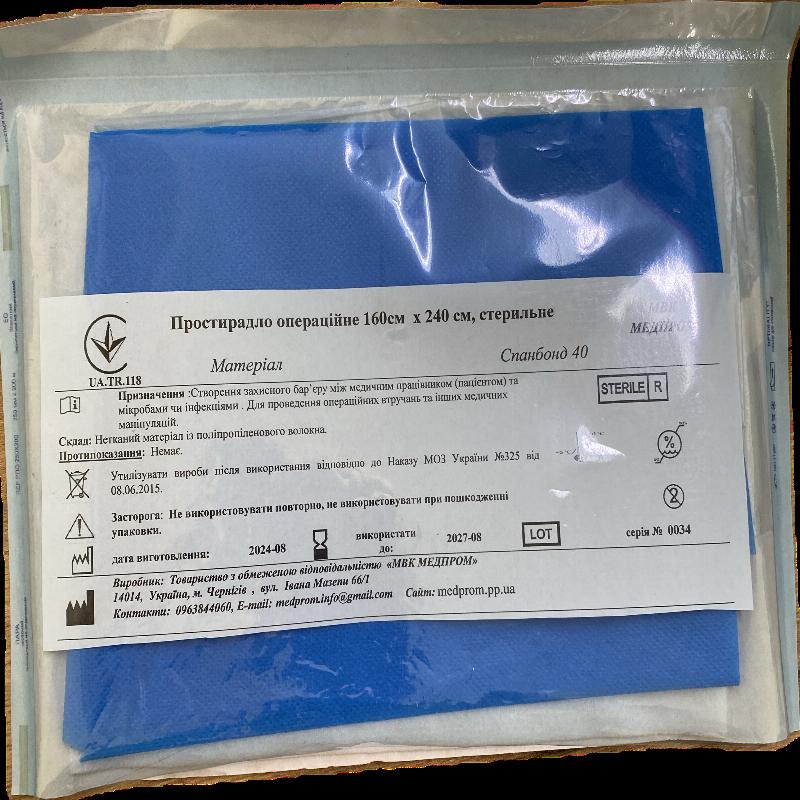 Простирадло операційне 160см х 240 см, стерильне
МВК
МЕДПРОМ
UA.TR.118
Матеріал
Спанбонд 40
Призначення :Створення захисного бар’єру між медичним працівником (пацієнтом) та
мікробами чи інфекціями . Для проведення операційних втручань та інших медичних
маніпуляцій.
STERILE R
Склад: Нетканий матеріал із поліпропіленового волокна.
Протипоказання: Немає.
Утилізувати вироби після використання відповідно до Наказу МОЗ України №325 від
08.06.2015.
%
2
Засторога: Не використовувати повторно, не використовувати при пошкодженні
упаковки.
дата виготовлення:
2024-08
використати
до:
2027-08
LOT
серія № 0034
Виробник: Товариство з обмеженою відповідальністю «МВК МЕДПРОМ»
14014, Україна, м. Чернігів , вул. Івана Мазепи 66/1
Контакти: 0963844060, E-mail: medprom.info@gmail.com Сайт: medprom.pp.ua